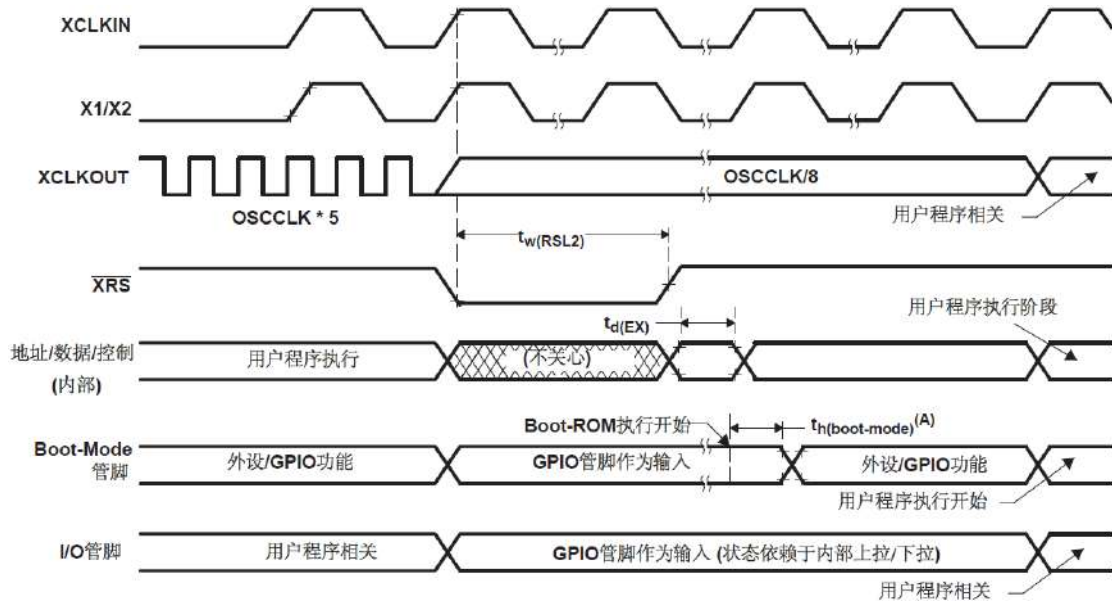 XCLKIN
X1/X2
XCLKOUT
OSCCLK/8
用户程序相关
OSCCLK * 5
tw(RSL2)
XRS
td(EX)
用户程序执行阶段
地址/数据/控制
(内部)
用户程序执行
(不关心)
Boot-ROM执行开始
th(boot-mode)(A)
Boot-Mode
管脚
外设/GPIO功能
GPIO管脚作为输入
外设/GPIO功能
用户程序执行开始
I/O管脚
用户程序相关
GPIO管脚作为输入 (状态依赖于内部上拉/下拉)
用户程序相关